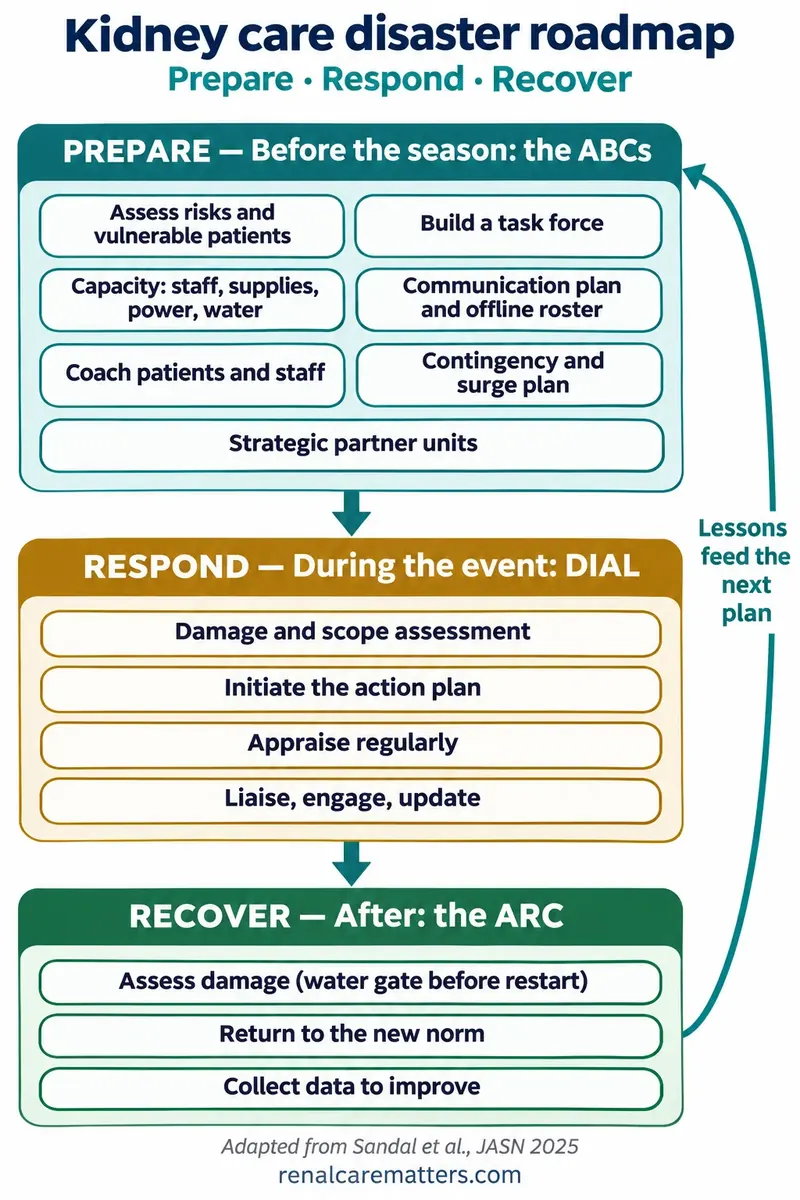 Kidney care disaster roadmap
Prepare · Respond · Recover
PREPARE — Before the season: the ABCs
Assess risks and
vulnerable patients
Build a task force
Capacity: staff, supplies,
power, water
Communication plan
and offline roster
Coach patients and staff
Contingency and
surge plan
Strategic partner units
RESPOND — During the event: DIAL
Damage and scope assessment
Initiate the action plan
Appraise regularly
Liaise, engage, update
Lessons
feed the
next
plan
RECOVER — After: the ARC
Assess damage (water gate before restart)
Return to the new norm
Collect data to improve
Adapted from Sandal et al., JASN 2025
renalcarematters.com